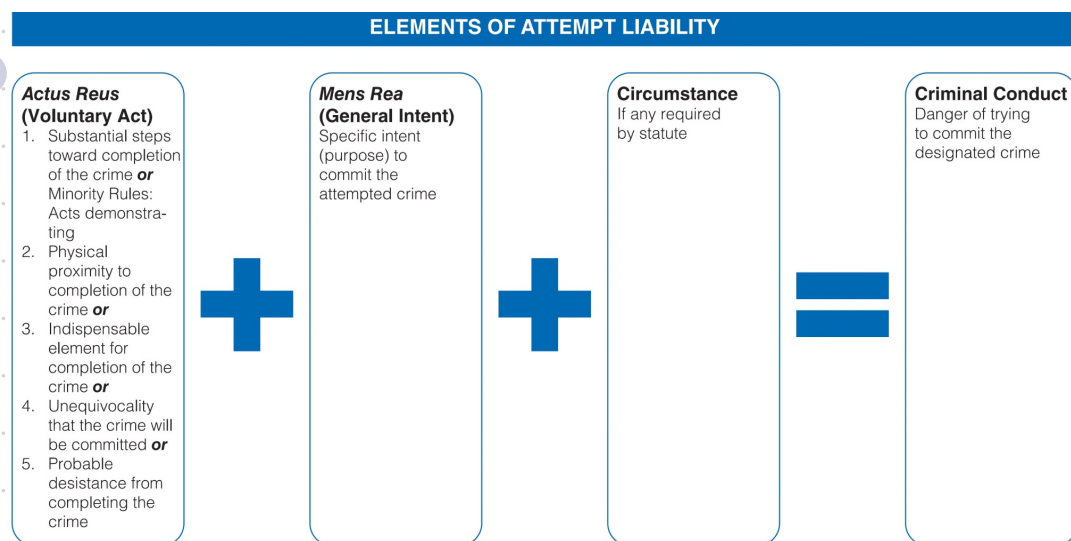 ELEMENTS OF ATTEMPT LIABILITY
Actus Reus
(Voluntary Act)
1. Substantial steps
toward completion
of the crime or
Minority Rules:
Acts demonstra-
ting
2. Physical
proximity to
completion of the
crime or
3. Indispensable
element for
completion of the
crime or
4. Unequivocality
that the crime will
be committed or
5. Probable
desistance from
completing the
crime
Mens Rea
(General Intent)
Specific intent
(purpose) to
commit the
attempted crime
Circumstance
If any required
by statute
Criminal Conduct
Danger of trying
to commit the
designated crime